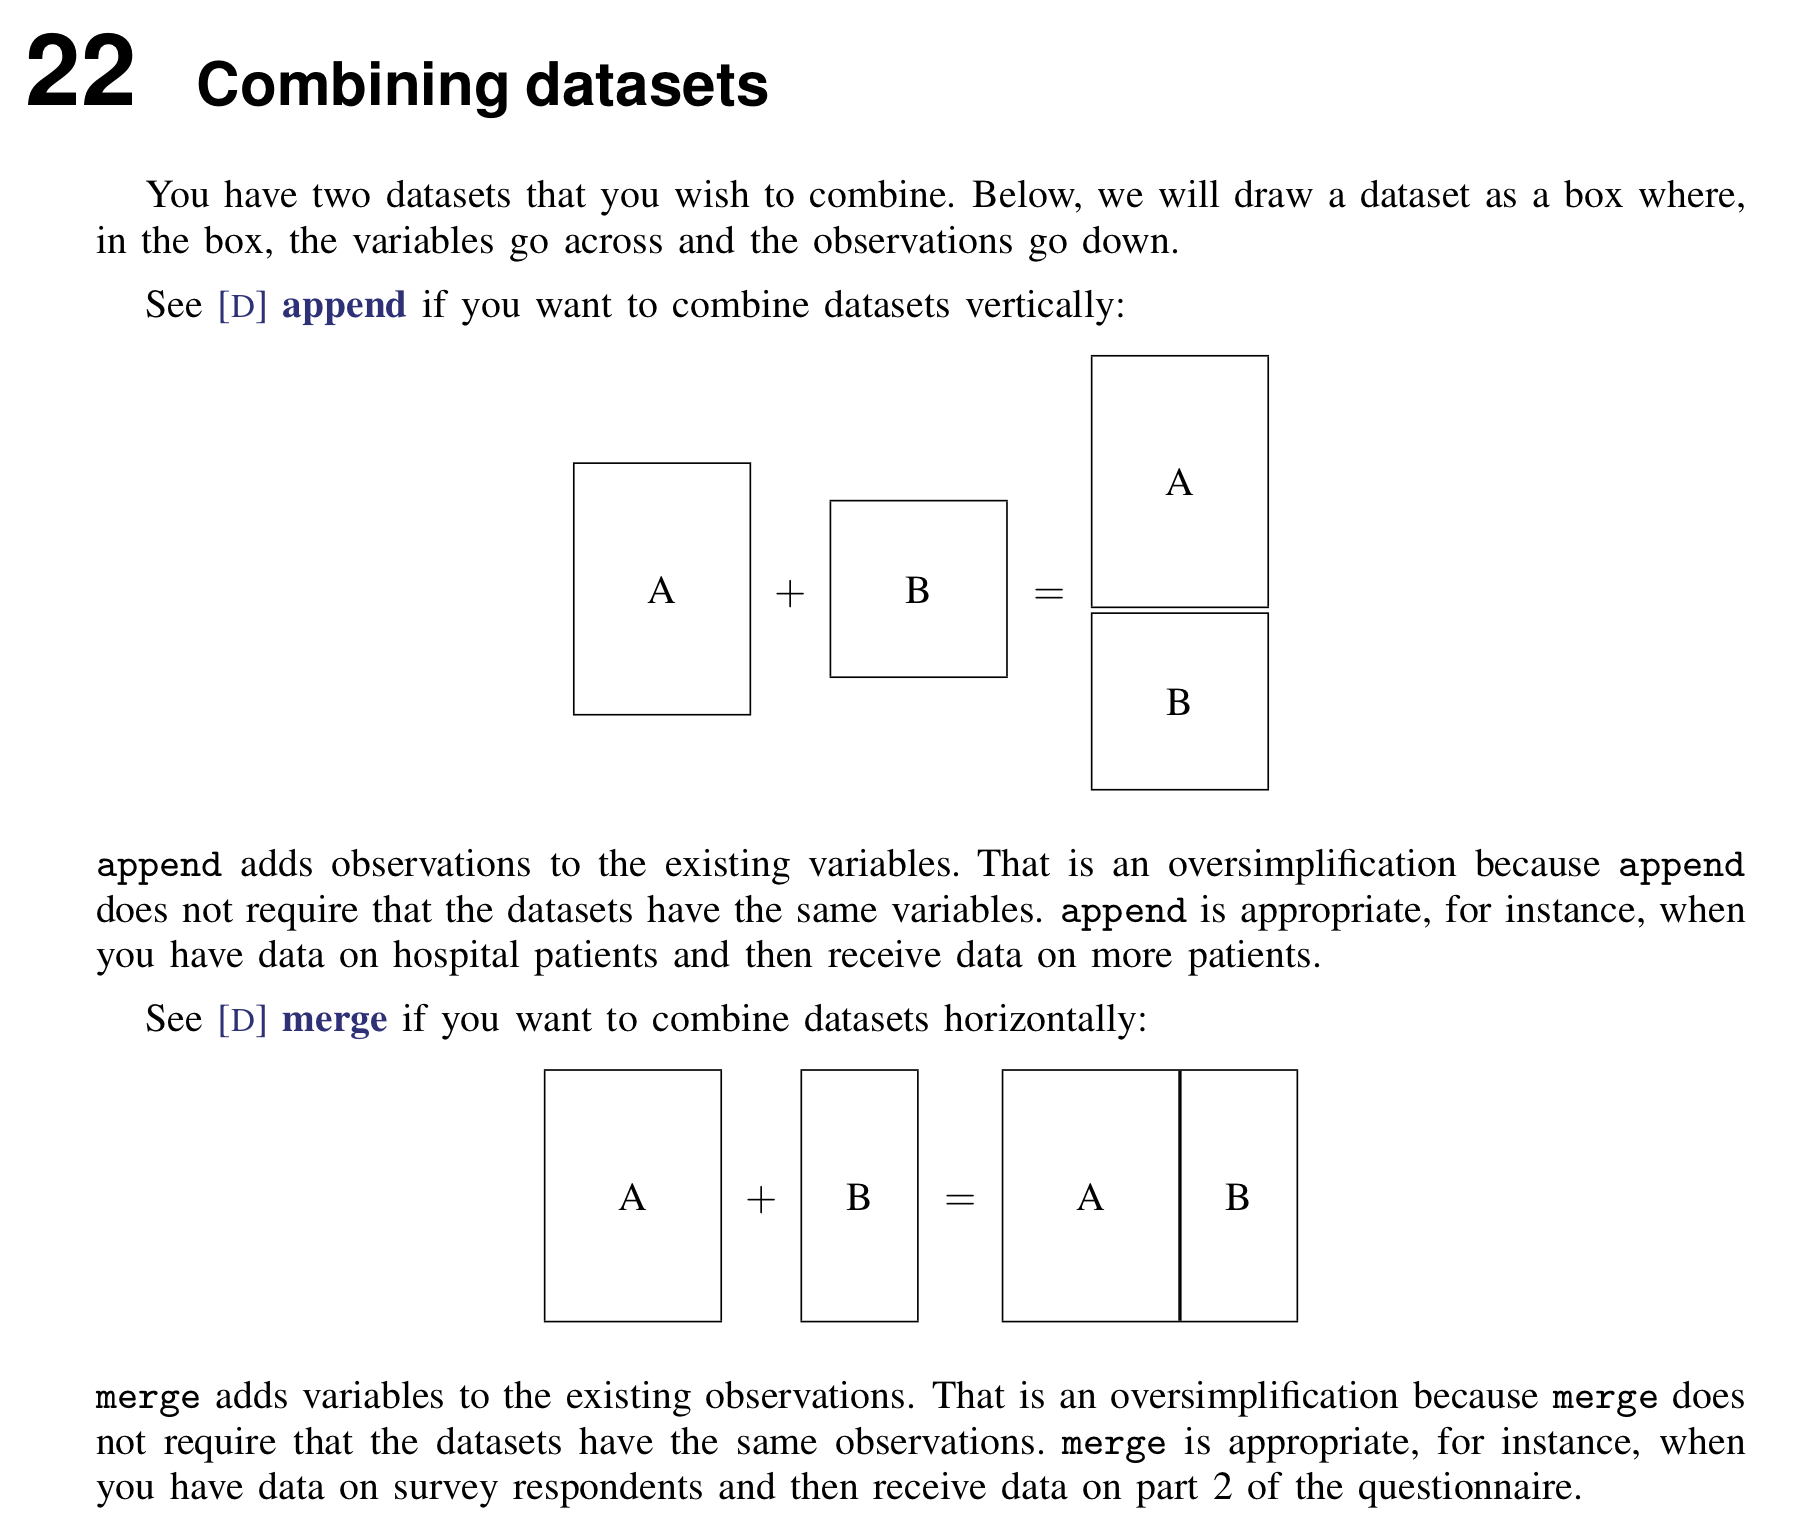 22 Combining datasets
You have two datasets that you wish to combine. Below, we will draw a dataset as a box where,
in the box, the variables go across and the observations go down.
See [D] append if you want to combine datasets vertically:
A
A + B =
B
append adds observations to the existing variables. That is an oversimplification because append
does not require that the datasets have the same variables. append is appropriate, for instance, when
you have data on hospital patients and then receive data on more patients.
See [D] merge if you want to combine datasets horizontally:
A + B = A B
merge adds variables to the existing observations. That is an oversimplification because merge does
not require that the datasets have the same observations. merge is appropriate, for instance, when
you have data on survey respondents and then receive data on part 2 of the questionnaire.